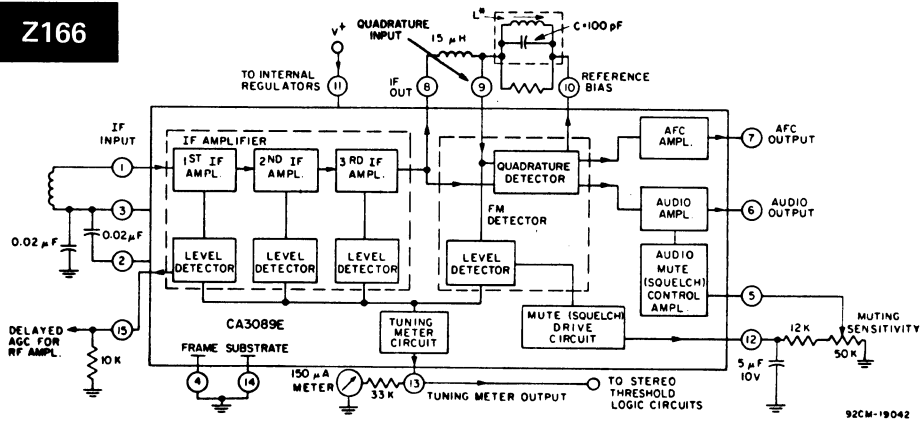 Z166
V+
QUADRATURE
INPUT
15 μH
L*
C=100 pF
TO INTERNAL
REGULATORS
11
IF
OUT
8
9
10
REFERENCE
BIAS
IF
INPUT
1
3
2
0.02 μF
0.02 μF
IF AMPLIFIER
1ST IF
AMPL.
2ND IF
AMPL.
3RD IF
AMPL.
LEVEL
DETECTOR
LEVEL
DETECTOR
LEVEL
DETECTOR
QUADRATURE
DETECTOR
FM
DETECTOR
LEVEL
DETECTOR
AFC
AMPL.
7
AFC
OUTPUT
AUDIO
AMPL.
6
AUDIO
OUTPUT
AUDIO
MUTE
(SQUELCH)
CONTROL
AMPL.
5
MUTING
SENSITIVITY
CA3089E
TUNING
METER
CIRCUIT
MUTE (SQUELCH)
DRIVE
CIRCUIT
12
12K
50K
5 μF
10V
DELAYED
AGC FOR
RF AMPL.
15
10K
FRAME
SUBSTRATE
4
14
150 μA
METER
33K
13
TUNING METER OUTPUT
TO STEREO
THRESHOLD
LOGIC CIRCUITS
92CM-19042